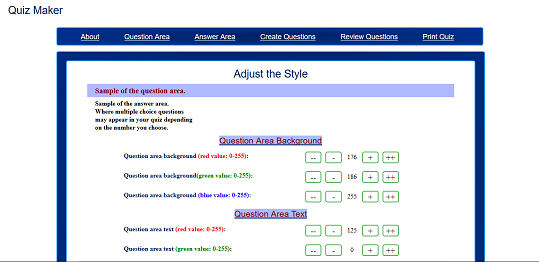 Quiz Maker
About Question Area Answer Area Create Questions Review Questions Print Quiz
Adjust the Style
Sample of the question area.
Sample of the answer area.
Where multiple choice questions
may appear in your quiz depending
on the number you choose.
Question Area Background
Question area background (red value: 0-255): -- - 176 + ++
Question area background(green value: 0-255): -- - 186 + ++
Question area background (blue value: 0-255): -- - 255 + ++
Question Area Text
Question area text (red value: 0-255): -- - 125 + ++
Question area text (green value: 0-255): -- - 0 + ++